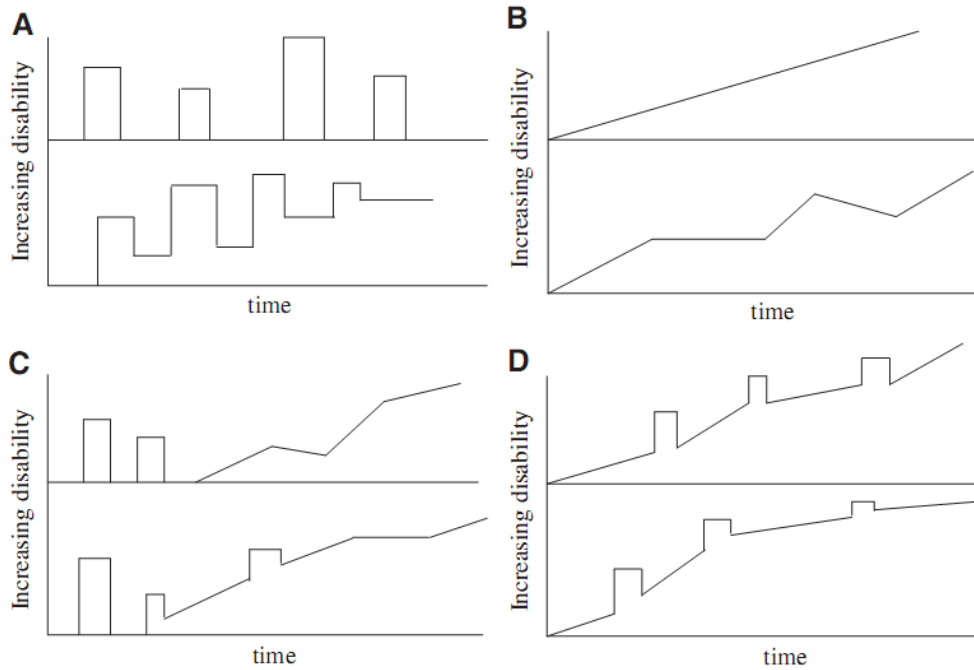 A
B
Increasing disability
Increasing disability
time
time
C
D
Increasing disability
Increasing disability
time
time